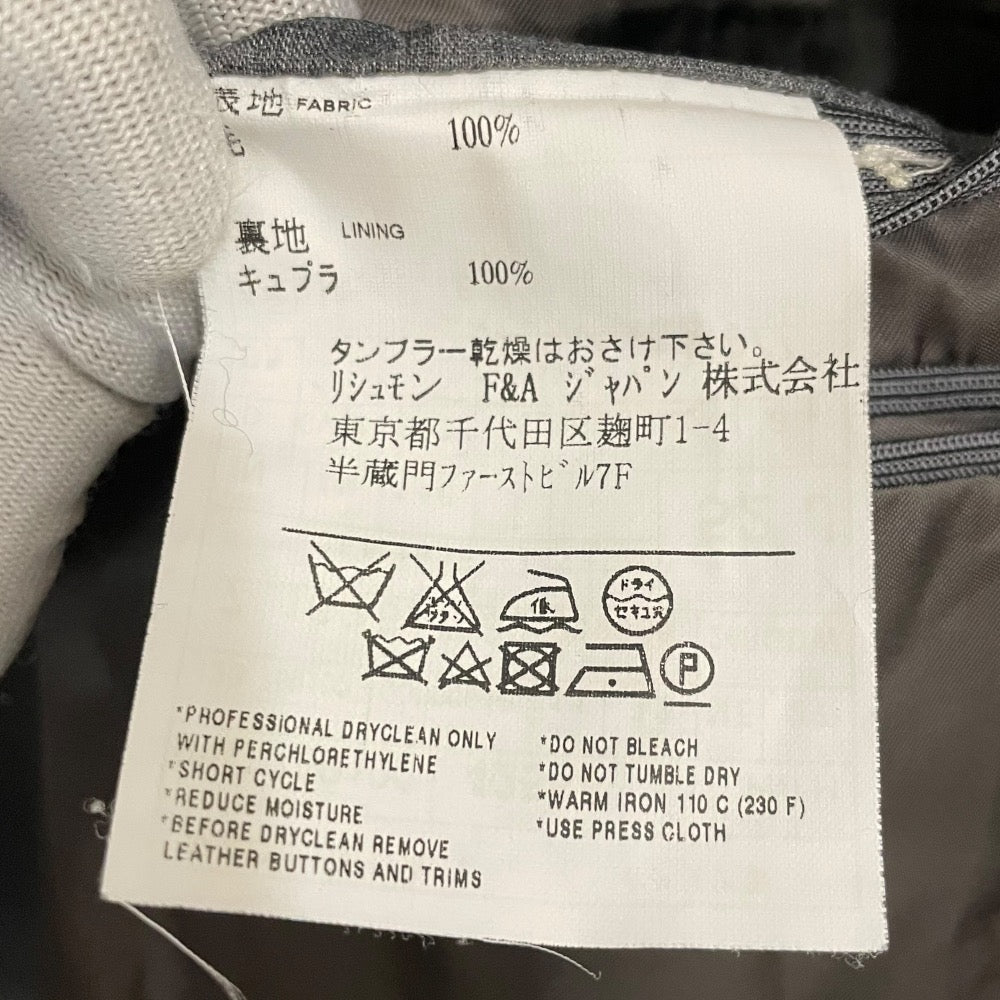 表地 FABRIC
毛 100%
裏地 LINING
キュプラ 100%
タンブラー乾燥はおさけ下さい。
リシュモン F&A ジャパン 株式会社
東京都千代田区麹町1-4
半蔵門ファーストビル7F
低
ドライ
セキユ系
P
*PROFESSIONAL DRYCLEAN ONLY
WITH PERCHLORETHYLENE
*SHORT CYCLE
*REDUCE MOISTURE
*BEFORE DRYCLEAN REMOVE
LEATHER BUTTONS AND TRIMS
*DO NOT BLEACH
*DO NOT TUMBLE DRY
*WARM IRON 110 C (230 F)
*USE PRESS CLOTH